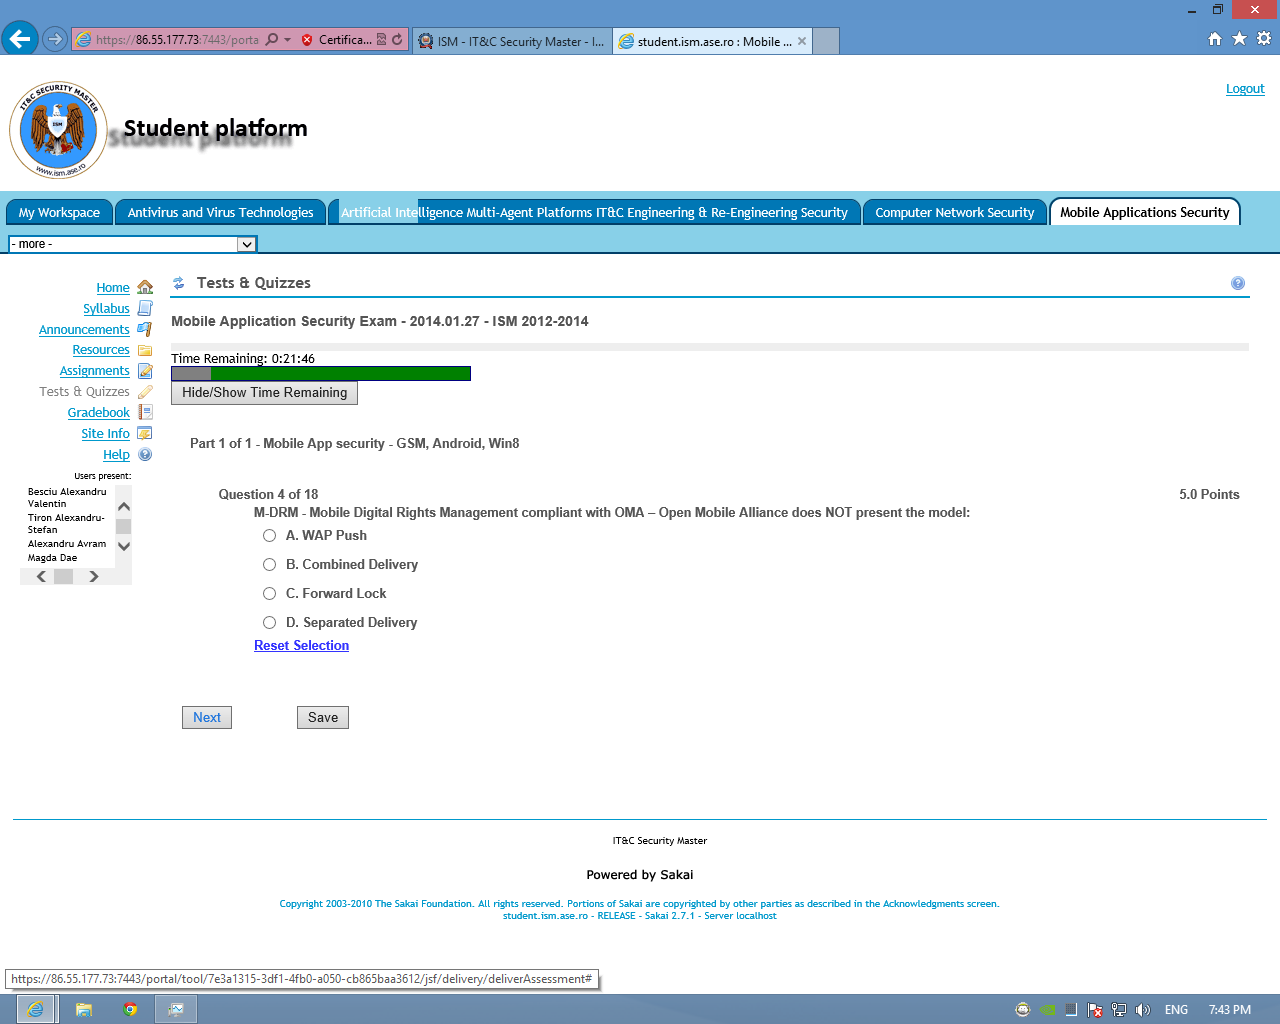 https://86.55.177.73:7443/porta
Certifica...
ISM - IT&C Security Master - I...
student.ism.ase.ro : Mobile ...
Logout
IT&C SECURITY MASTER
ISM
www.ism.ase.ro
Student platform
My Workspace
Antivirus and Virus Technologies
Artificial Intelligence Multi-Agent Platforms IT&C Engineering & Re-Engineering Security
Computer Network Security
Mobile Applications Security
- more -
Home
Syllabus
Announcements
Resources
Assignments
Tests & Quizzes
Gradebook
Site Info
Help
Users present:
Besciu Alexandru
Valentin
Tiron Alexandru-
Stefan
Alexandru Avram
Magda Dae
Tests & Quizzes
Mobile Application Security Exam - 2014.01.27 - ISM 2012-2014
Time Remaining: 0:21:46
Hide/Show Time Remaining
Part 1 of 1 - Mobile App security - GSM, Android, Win8
Question 4 of 18
5.0 Points
M-DRM - Mobile Digital Rights Management compliant with OMA – Open Mobile Alliance does NOT present the model:
A. WAP Push
B. Combined Delivery
C. Forward Lock
D. Separated Delivery
Reset Selection
Next
Save
IT&C Security Master
Powered by Sakai
Copyright 2003-2010 The Sakai Foundation. All rights reserved. Portions of Sakai are copyrighted by other parties as described in the Acknowledgments screen.
student.ism.ase.ro - RELEASE - Sakai 2.7.1 - Server localhost
https://86.55.177.73:7443/portal/tool/7e3a1315-3df1-4fb0-a050-cb865baa3612/jsf/delivery/deliverAssessment#
ENG
7:43 PM